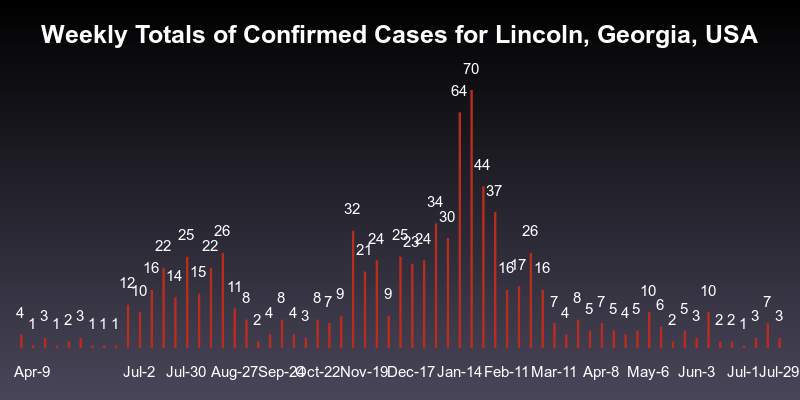 Weekly Totals of Confirmed Cases for Lincoln, Georgia, USA
4 1 3 1 2 3 1 1 1 12 10 16 22 14 25 15 22 26 11 8 2 4 8 4 3 8 7 9 32 21 24 9 25 23 24 34 30 64 70 44 37 16 17 26 16 7 4 8 5 7 5 4 5 10 6 2 5 3 10 2 2 1 3 7 3
Apr-9 Jul-2 Jul-30 Aug-27 Sep-24 Oct-22 Nov-19 Dec-17 Jan-14 Feb-11 Mar-11 Apr-8 May-6 Jun-3 Jul-1 Jul-29